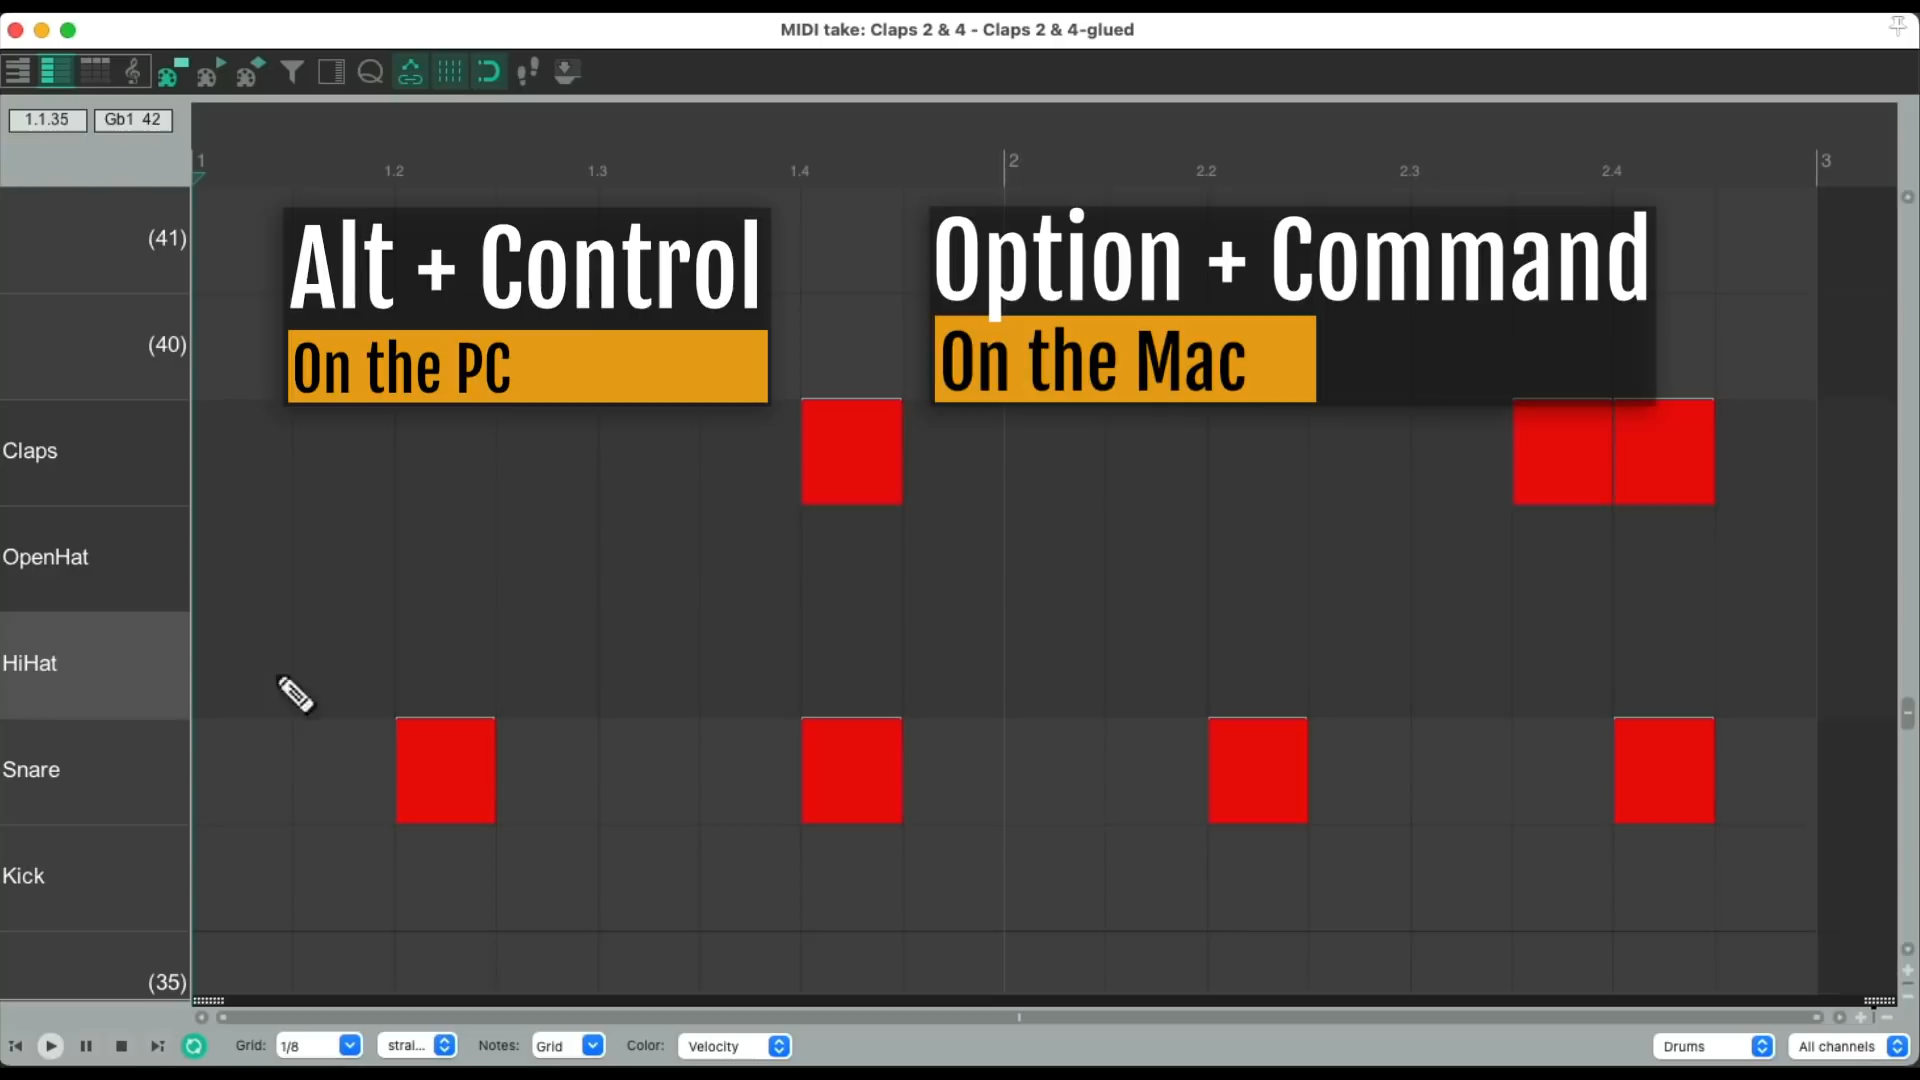 MIDI take: Claps 2 & 4 - Claps 2 & 4-glued
1.1.35 Gb1 42
1 1.2 1.3 1.4 2 2.2 2.3 2.4 3
(41)
Alt + Control
On the PC
Option + Command
On the Mac
(40)
Claps
OpenHat
HiHat
Snare
Kick
(35)
Grid: 1/8 strai... Notes: Grid Color: Velocity Drums All channels